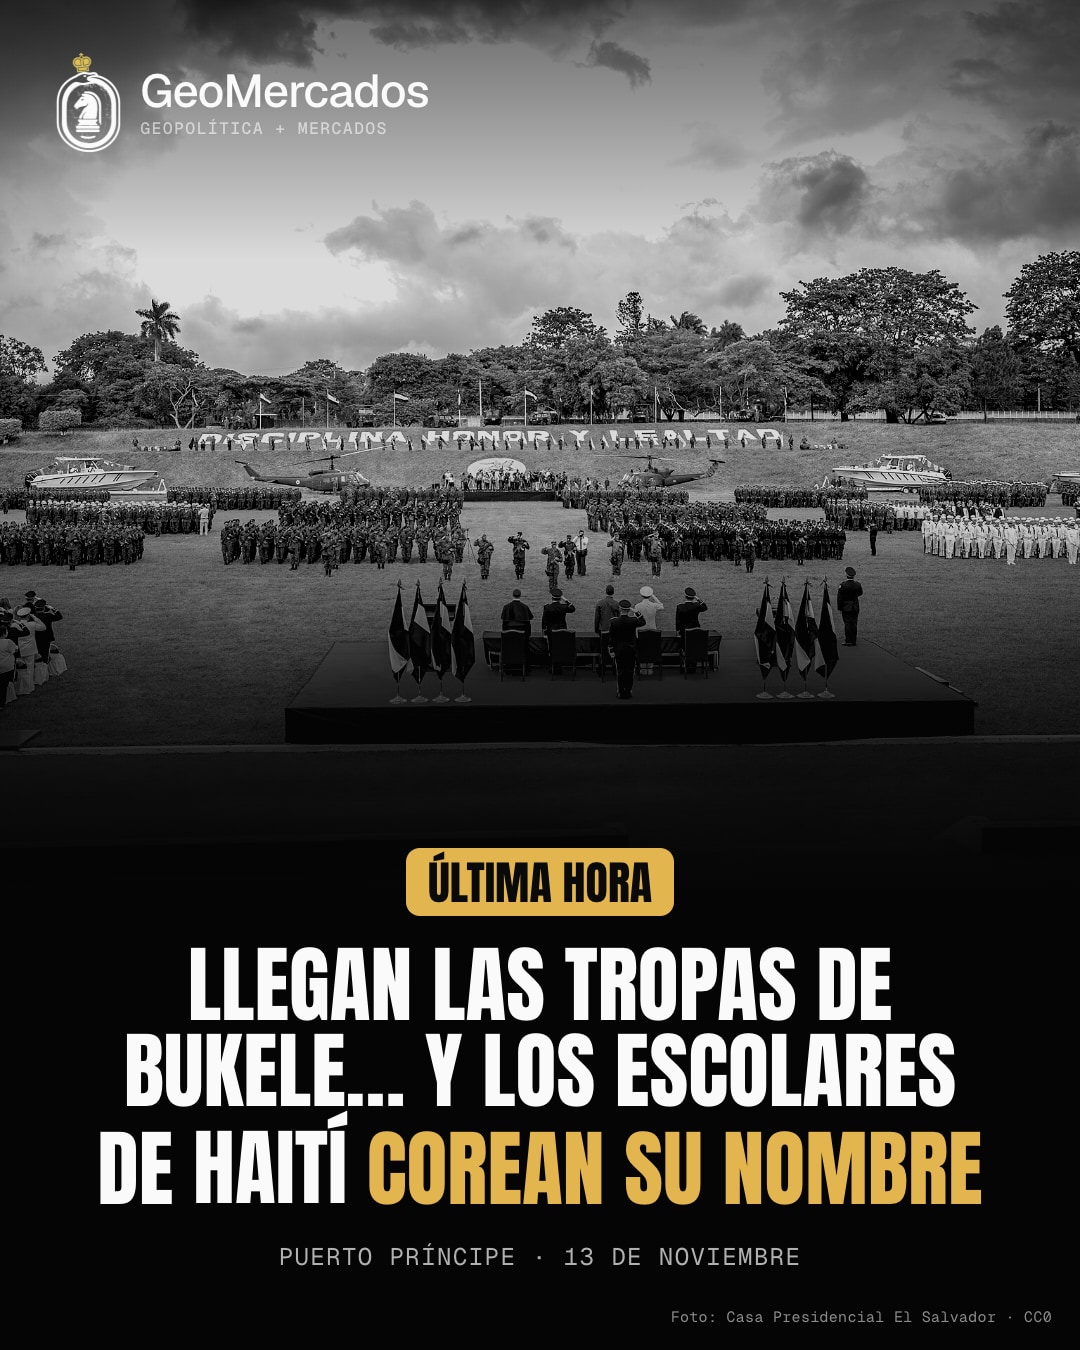 GeoMercados
GEOPOLÍTICA + MERCADOS
DISCIPLINA HONOR Y LEALTAD
ÚLTIMA HORA
LLEGAN LAS TROPAS DE
BUKELE... Y LOS ESCOLARES
DE HAITÍ COREAN SU NOMBRE
PUERTO PRÍNCIPE · 13 DE NOVIEMBRE
Foto: Casa Presidencial El Salvador · CC0